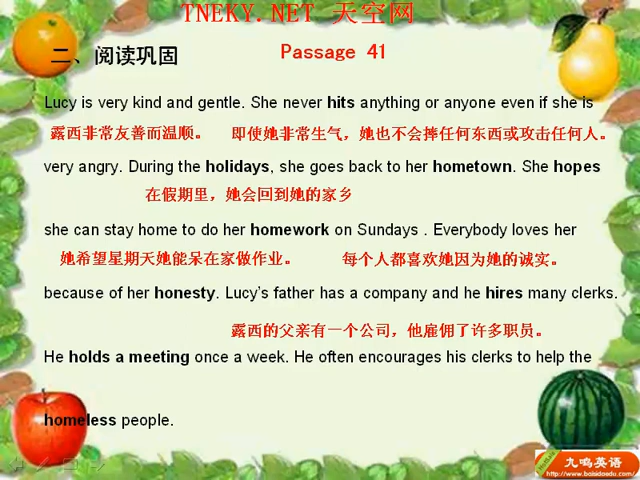 TNEKY.NET 天空网
二、阅读巩固
Passage 41
Lucy is very kind and gentle. She never hits anything or anyone even if she is
露西非常友善而温顺。 即使她非常生气，她也不会摔任何东西或攻击任何人。
very angry. During the holidays, she goes back to her hometown. She hopes
在假期里，她会回到她的家乡
she can stay home to do her homework on Sundays . Everybody loves her
她希望星期天她能呆在家做作业。 每个人都喜欢她因为她的诚实。
because of her honesty. Lucy's father has a company and he hires many clerks.
露西的父亲有一个公司，他雇佣了许多职员。
He holds a meeting once a week. He often encourages his clerks to help the
homeless people.
九鸣英语